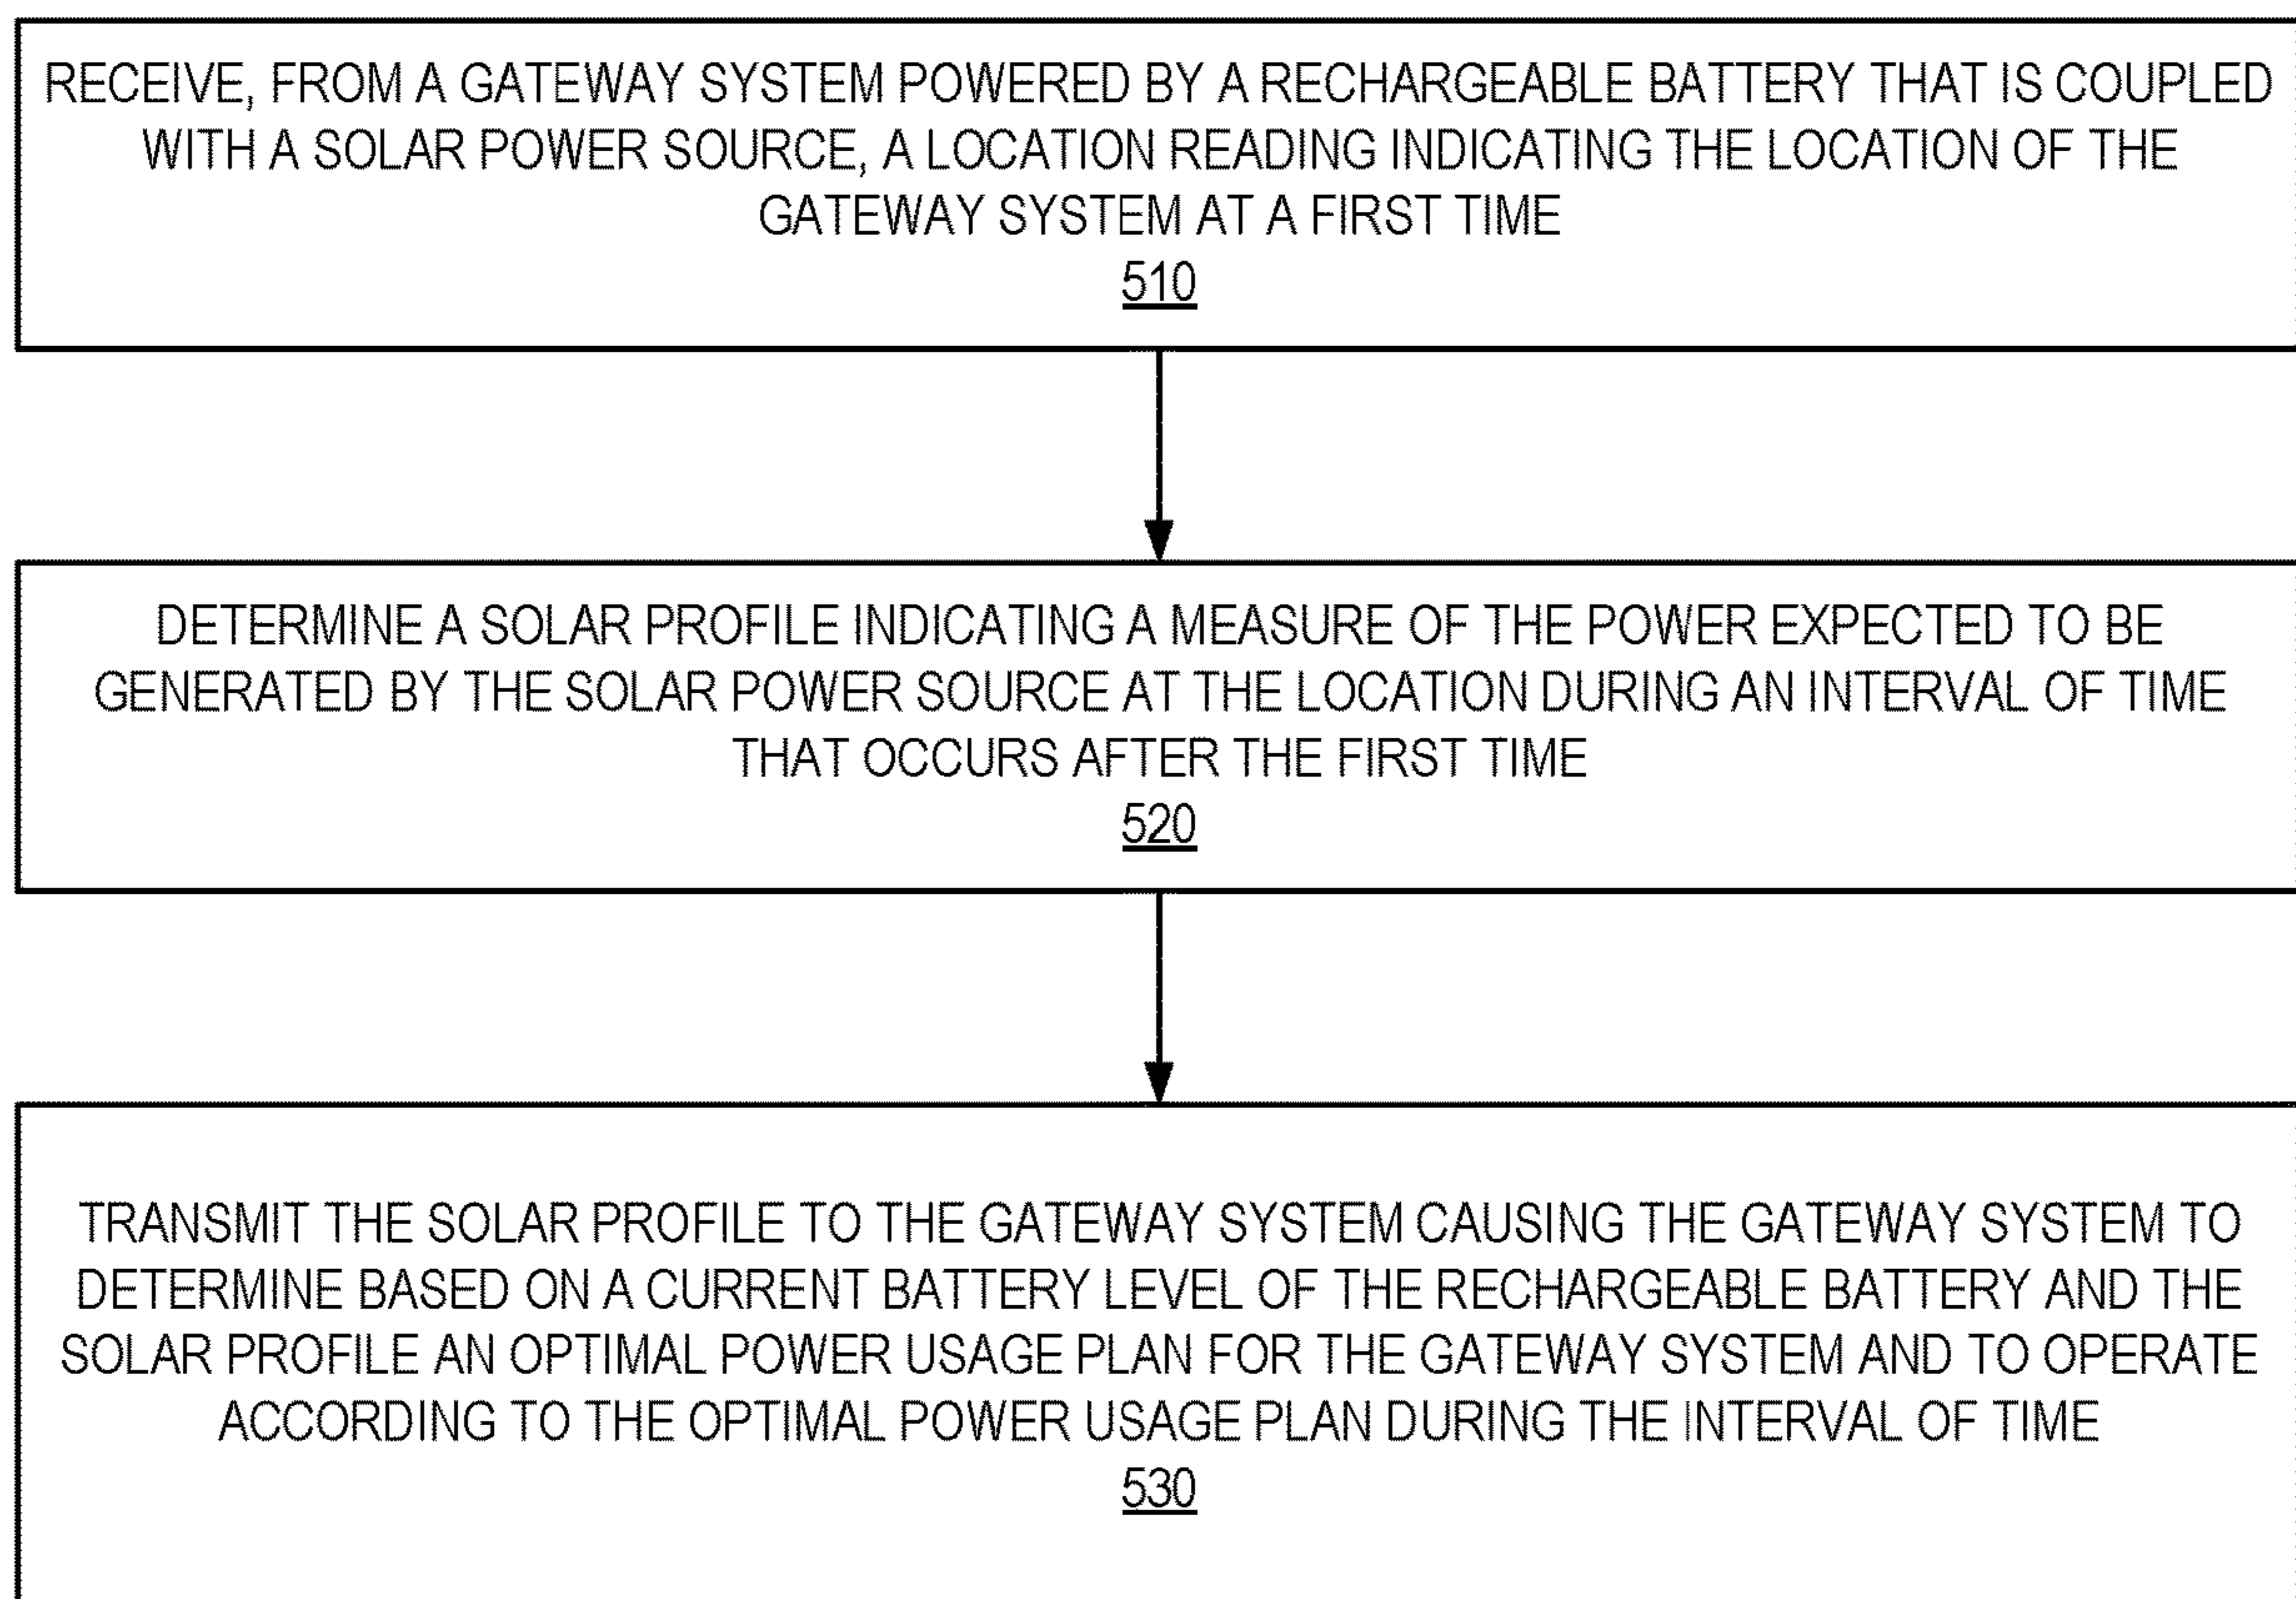 RECEIVE, FROM A GATEWAY SYSTEM POWERED BY A RECHARGEABLE BATTERY THAT IS COUPLED
WITH A SOLAR POWER SOURCE, A LOCATION READING INDICATING THE LOCATION OF THE
GATEWAY SYSTEM AT A FIRST TIME
510
DETERMINE A SOLAR PROFILE INDICATING A MEASURE OF THE POWER EXPECTED TO BE
GENERATED BY THE SOLAR POWER SOURCE AT THE LOCATION DURING AN INTERVAL OF TIME
THAT OCCURS AFTER THE FIRST TIME
520
TRANSMIT THE SOLAR PROFILE TO THE GATEWAY SYSTEM CAUSING THE GATEWAY SYSTEM TO
DETERMINE BASED ON A CURRENT BATTERY LEVEL OF THE RECHARGEABLE BATTERY AND THE
SOLAR PROFILE AN OPTIMAL POWER USAGE PLAN FOR THE GATEWAY SYSTEM AND TO OPERATE
ACCORDING TO THE OPTIMAL POWER USAGE PLAN DURING THE INTERVAL OF TIME
530